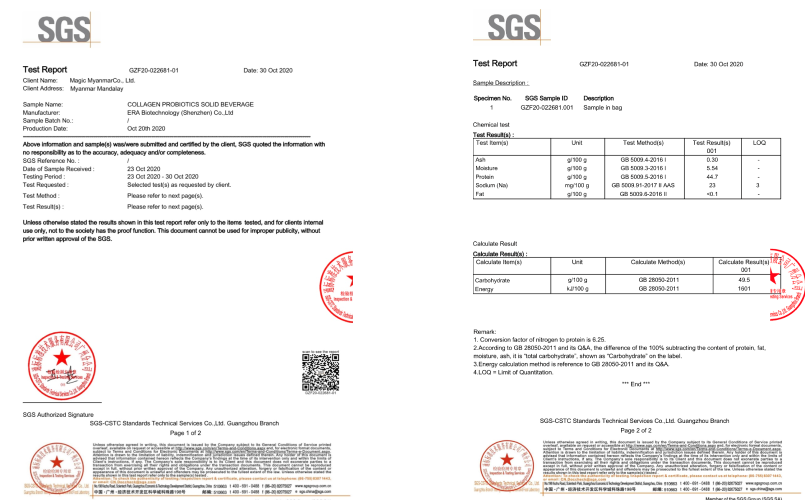 SGS
Test Report GZF20-022681-01 Date: 30 Oct 2020
Client Name: Magic MyanmarCo., Ltd.
Client Address: Myanmar Mandalay
Sample Name: COLLAGEN PROBIOTICS SOLID BEVERAGE
Manufacturer: ERA Biotechnology (Shenzhen) Co.,Ltd
Sample Batch No.: /
Production Date: Oct 20th 2020
Above information and sample(s) was/were submitted and certified by the client, SGS quoted the information with
no responsibility as to the accuracy, adequacy and/or completeness.
SGS Reference No. : /
Date of Sample Received : 23 Oct 2020
Testing Period : 23 Oct 2020 - 30 Oct 2020
Test Requested : Selected test(s) as requested by client.
Test Method : Please refer to next page(s).
Test Result(s) : Please refer to next page(s).
Unless otherwise stated the results shown in this test report refer only to the items tested, and for clients internal
use only, not to the society has the proof function. This document cannot be used for improper publicity, without
prior written approval of the SGS.
scan to see the report
GZF20-022681-01
SGS Authorized Signature
SGS-CSTC Standards Technical Services Co.,Ltd. Guangzhou Branch
Page 1 of 2
SGS
Test Report GZF20-022681-01 Date: 30 Oct 2020
Sample Description :
Specimen No. SGS Sample ID Description
1 GZF20-022681.001 Sample in bag
Chemical test
Test Result(s) :
Test Item(s) Unit Test Method(s) Test Result(s) LOQ
001
Ash g/100 g GB 5009.4-2016 I 0.30 -
Moisture g/100 g GB 5009.3-2016 I 5.54 -
Protein g/100 g GB 5009.5-2016 I 44.7 -
Sodium (Na) mg/100 g GB 5009.91-2017 II AAS 23 3
Fat g/100 g GB 5009.6-2016 II <0.1 -
Calculate Result
Calculate Result(s) :
Calculate Item(s) Unit Calculate Method(s) Calculate Result(s)
001
Carbohydrate g/100 g GB 28050-2011 49.5
Energy kJ/100 g GB 28050-2011 1601
Remark:
1. Conversion factor of nitrogen to protein is 6.25.
2.According to GB 28050-2011 and its Q&A, the difference of the 100% subtracting the content of protein, fat,
moisture, ash, it is "total carbohydrate", shown as "Carbohydrate" on the label.
3.Energy calculation method is reference to GB 28050-2011 and its Q&A.
4.LOQ = Limit of Quantitation.
*** End ***
SGS-CSTC Standards Technical Services Co.,Ltd. Guangzhou Branch
Page 2 of 2